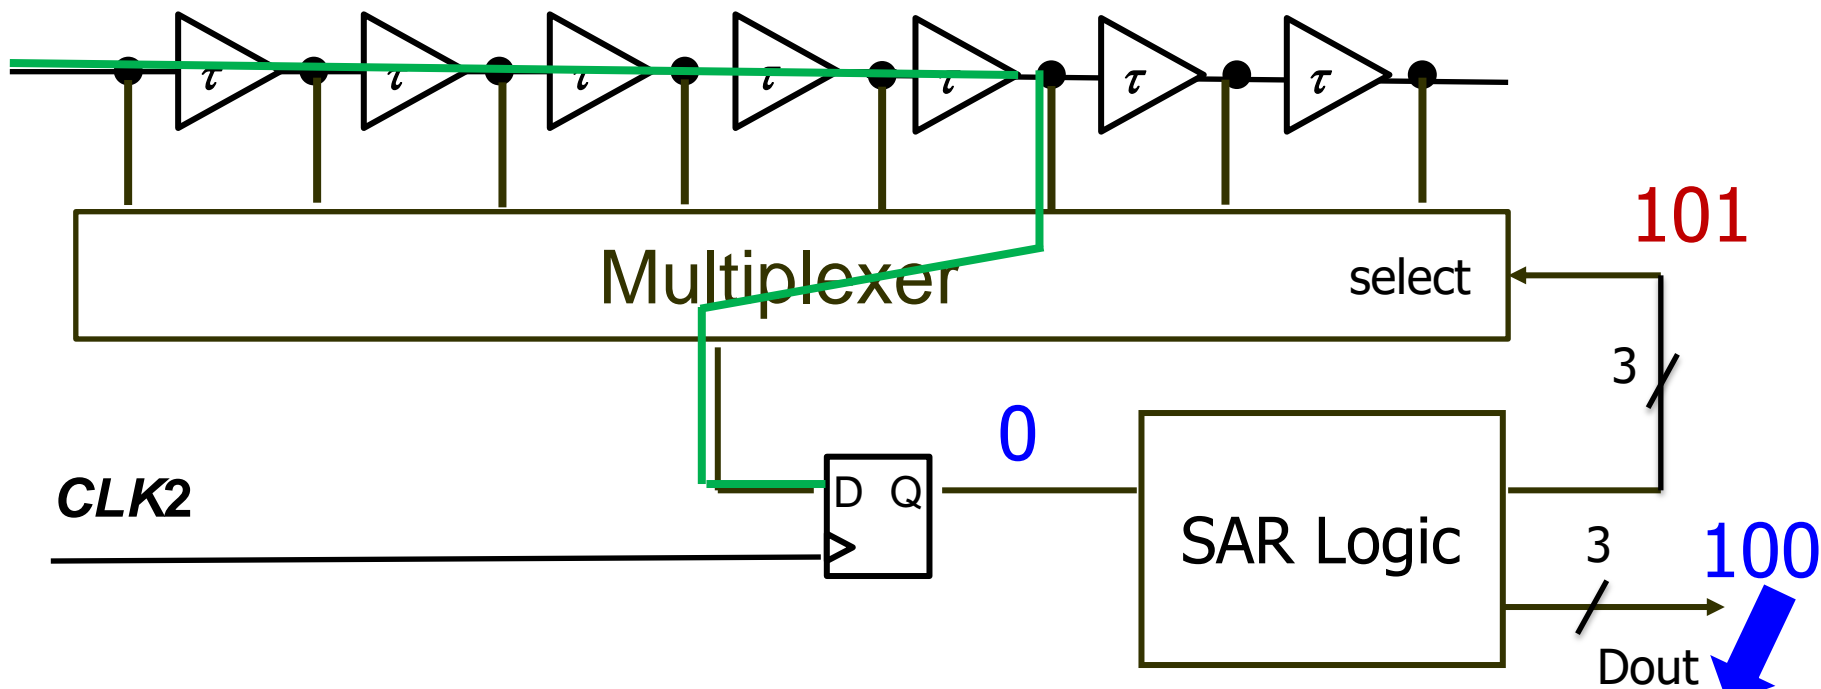 τ τ τ τ τ τ τ
101
Multiplexer
select
3
0
D Q
CLK2
SAR Logic
3
100
Dout